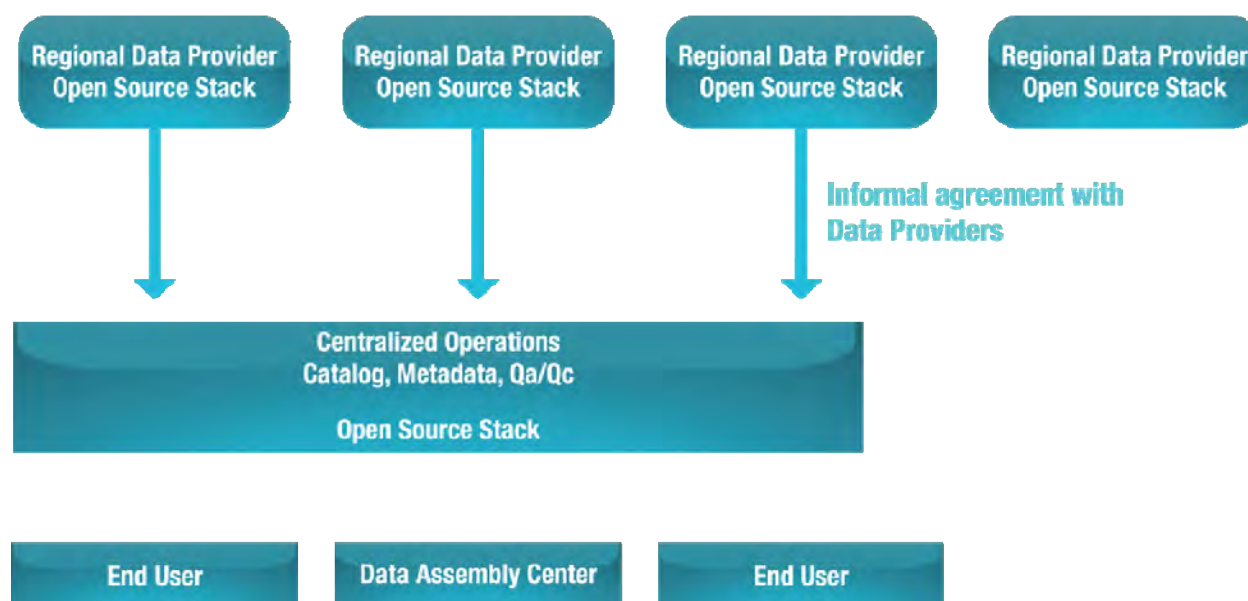 Regional Data Provider
Open Source Stack
Regional Data Provider
Open Source Stack
Regional Data Provider
Open Source Stack
Regional Data Provider
Open Source Stack
Informal agreement with
Data Providers
Centralized Operations
Catalog, Metadata, Qa/Qc
Open Source Stack
End User
Data Assembly Center
End User